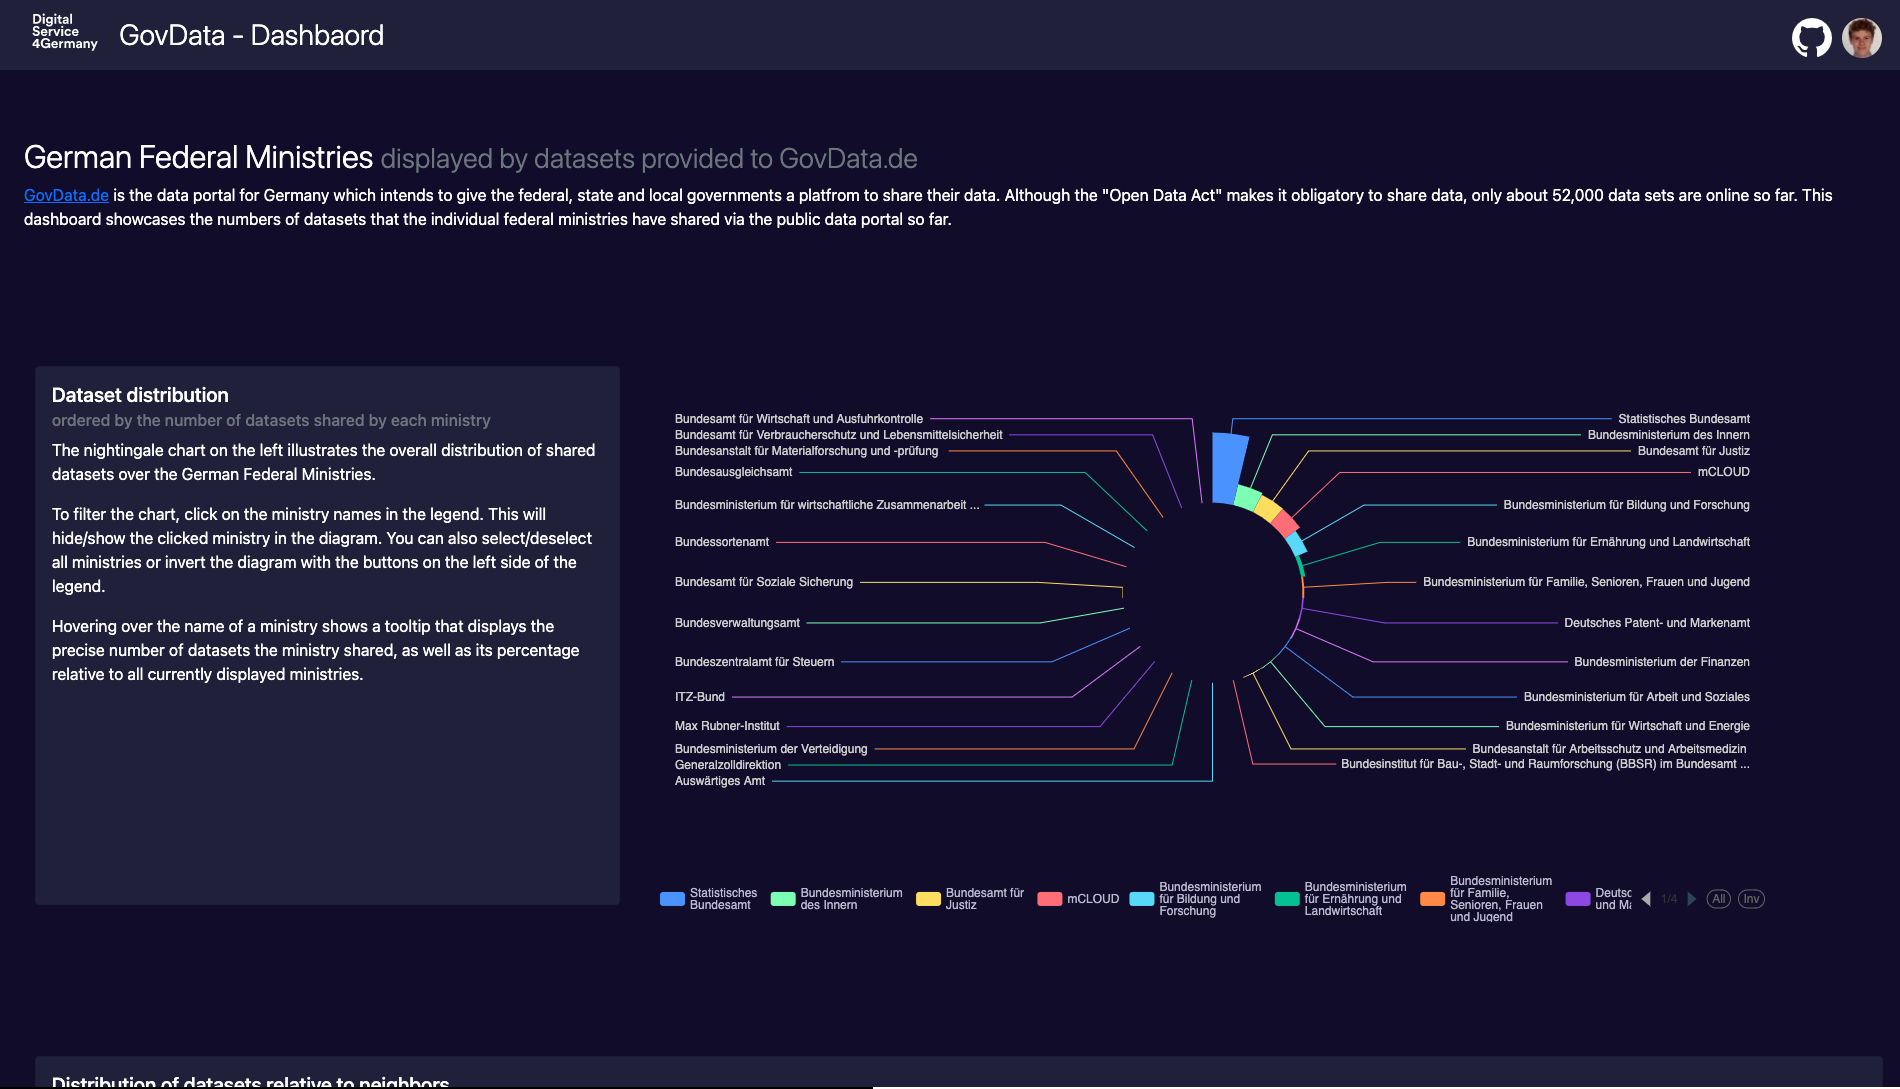 Digital
Service
4Germany
GovData - Dashbaord
German Federal Ministries displayed by datasets provided to GovData.de
GovData.de is the data portal for Germany which intends to give the federal, state and local governments a platfrom to share their data. Although the "Open Data Act" makes it obligatory to share data, only about 52,000 data sets are online so far. This
dashboard showcases the numbers of datasets that the individual federal ministries have shared via the public data portal so far.
Dataset distribution
ordered by the number of datasets shared by each ministry
The nightingale chart on the left illustrates the overall distribution of shared
datasets over the German Federal Ministries.
To filter the chart, click on the ministry names in the legend. This will
hide/show the clicked ministry in the diagram. You can also select/deselect
all ministries or invert the diagram with the buttons on the left side of the
legend.
Hovering over the name of a ministry shows a tooltip that displays the
precise number of datasets the ministry shared, as well as its percentage
relative to all currently displayed ministries.
Bundesamt für Wirtschaft und Ausfuhrkontrolle
Bundesamt für Verbraucherschutz und Lebensmittelsicherheit
Bundesanstalt für Materialforschung und -prüfung
Bundesausgleichsamt
Bundesministerium für wirtschaftliche Zusammenarbeit ...
Bundessortenamt
Bundesamt für Soziale Sicherung
Bundesverwaltungsamt
Bundeszentralamt für Steuern
ITZ-Bund
Max Rubner-Institut
Bundesministerium der Verteidigung
Generalzolldirektion
Auswärtiges Amt
Statistisches Bundesamt
Bundesministerium des Innern
Bundesamt für Justiz
mCLOUD
Bundesministerium für Bildung und Forschung
Bundesministerium für Ernährung und Landwirtschaft
Bundesministerium für Familie, Senioren, Frauen und Jugend
Deutsches Patent- und Markenamt
Bundesministerium der Finanzen
Bundesministerium für Arbeit und Soziales
Bundesministerium für Wirtschaft und Energie
Bundesanstalt für Arbeitsschutz und Arbeitsmedizin
Bundesinstitut für Bau-, Stadt- und Raumforschung (BBSR) im Bundesamt ...
Statistisches
Bundesamt
Bundesministerium
des Innern
Bundesamt für
Justiz
mCLOUD
Bundesministerium
für Bildung und
Forschung
Bundesministerium
für Ernährung und
Landwirtschaft
Bundesministerium
für Familie,
Senioren, Frauen
und Jugend
Deutsc
und Ma
1/4
All
Inv
Distribution of datasets relative to neighbors